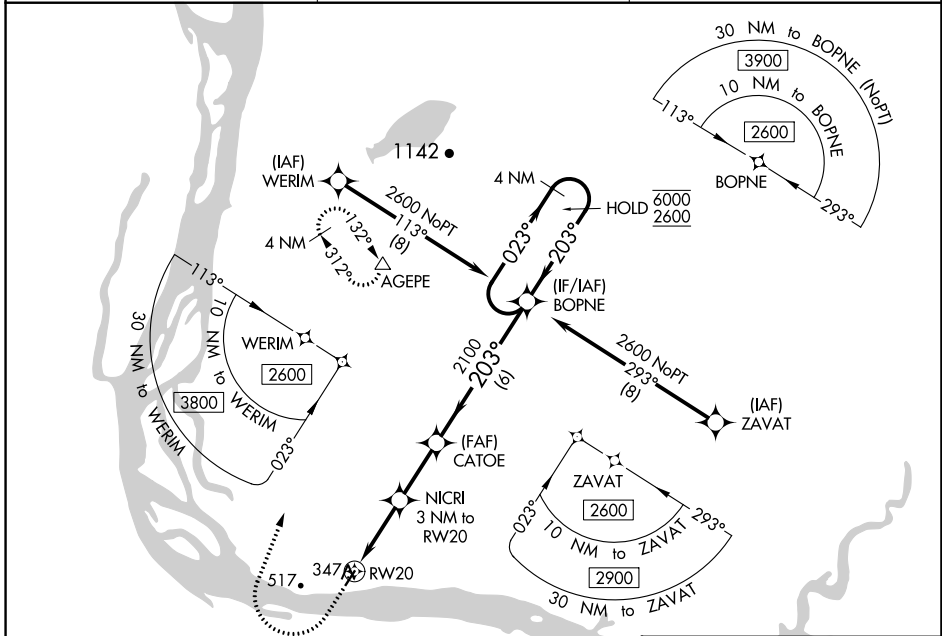 30 NM to BOPNE (NoPT)
3900
10 NM to BOPNE
2600
113°
BOPNE
293°
1142
(IAF)
WERIM
2600 NoPT
113°
(8)
4 NM
HOLD 6000
2600
023°
203°
4 NM
132°
312°
AGEPE
(IF/IAF)
BOPNE
113°
10 NM to WERIM
30 NM to WERIM
WERIM
2600
3800
023°
2100
203°
(6)
2600 NoPT
293°
(8)
(IAF)
ZAVAT
(FAF)
CATOE
NICRI
3 NM to
RW20
ZAVAT
2600
023°
293°
10 NM to ZAVAT
2900
30 NM to ZAVAT
517
347
RW20